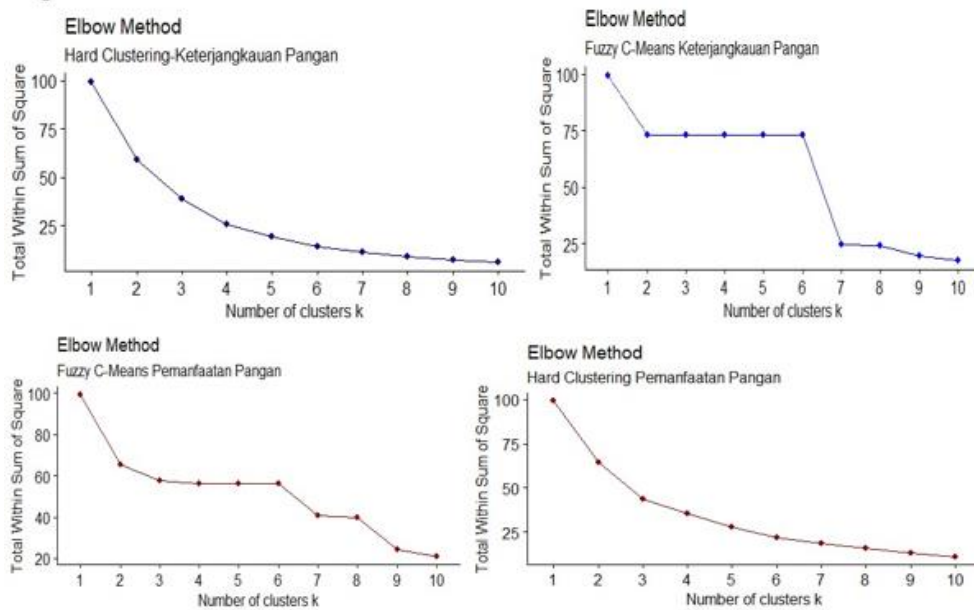 Elbow Method
Hard Clustering-Keterjangkauan Pangan
Total Within Sum of Square
100
75
50
25
1 2 3 4 5 6 7 8 9 10
Number of clusters k
Elbow Method
Fuzzy C-Means Keterjangkauan Pangan
Total Within Sum of Square
100
75
50
25
1 2 3 4 5 6 7 8 9 10
Number of clusters k
Elbow Method
Fuzzy C-Means Pemanfaatan Pangan
Total Within Sum of Square
100
80
60
40
20
1 2 3 4 5 6 7 8 9 10
Number of clusters k
Elbow Method
Hard Clustering Pemanfaatan Pangan
Total Within Sum of Square
100
75
50
25
1 2 3 4 5 6 7 8 9 10
Number of clusters k